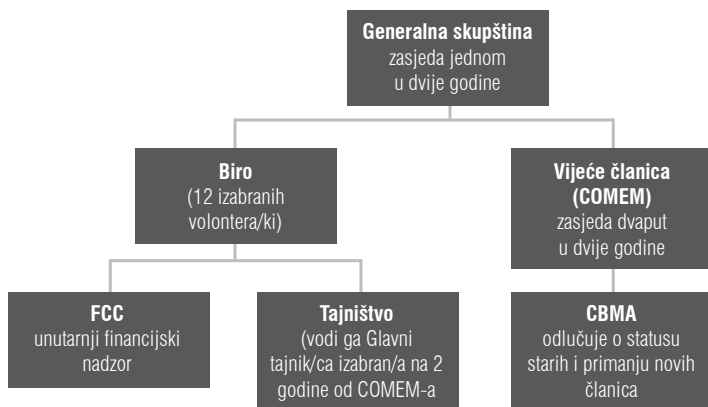 Generalna skupština
zasjeda jednom
u dvije godine
Biro
(12 izabranih
volontera/ki)
Vijeće članica
(COMEM)
zasjeda dvaput
u dvije godine
FCC
unutarnji financijski
nadzor
Tajništvo
(vodi ga Glavni
tajnik/ca izabran/a na 2
godine od COMEM-a
CBMA
odlučuje o statusu
starih i primanju novih
članica